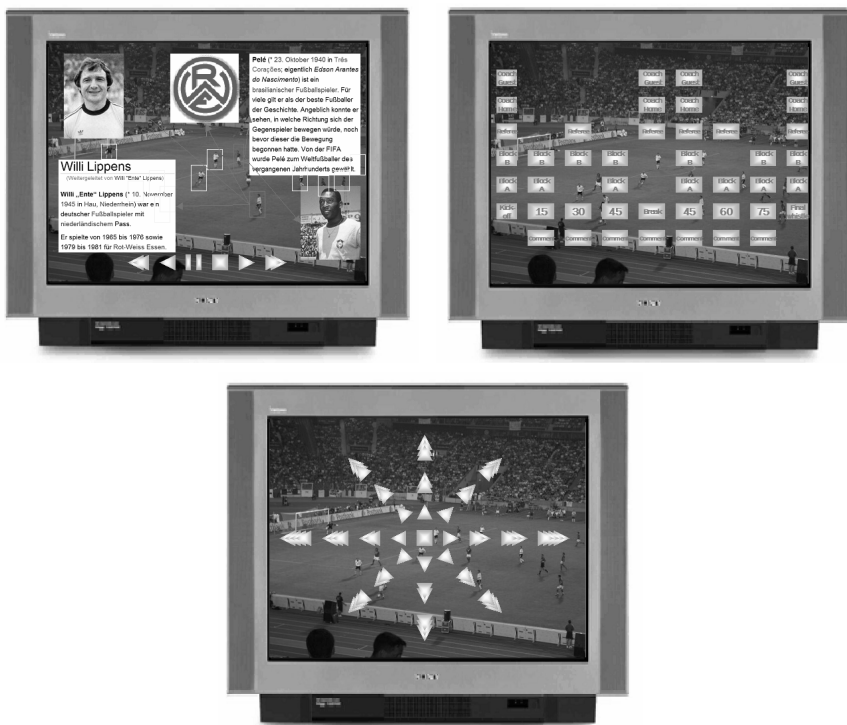 Pelé (* 23. Oktober 1940 in Três
Corações; eigentlich Edson Arantes
do Nascimento) ist ein
brasilianischer Fußballspieler. Für
viele gilt er als der beste Fußballer
der Geschichte. Angeblich konnte er
sehen, in welche Richtung sich der
Gegenspieler bewegen würde, noch
bevor dieser die Bewegung
begonnen hatte. Von der FIFA
wurde Pelé zum Weltfußballer des
vergangenen Jahrhunderts gewählt.
RWE
Willi Lippens
(Weitergeleitet von Willi "Ente" Lippens)
Willi „Ente“ Lippens (* 10. November
1945 in Hau, Niederrhein) war ein
deutscher Fußballspieler mit
niederländischem Pass.
Er spielte von 1965 bis 1976 sowie
1979 bis 1981 für Rot-Weiss Essen.
SONY
Coach Guest Coach Guest Coach Guest Coach Guest
Coach Home Coach Home Coach Home Coach Home
Referee Referee Referee Referee Referee Referee
Block B Block B Block B Block B Block B Block B Block B
Block A Block A Block A Block A Block A Block A Block A Block A
Kick- off 15 30 45 Break 45 60 75 Final whistle
Comment Comment Comment Comment Comment Comment Comment
SONY
SONY